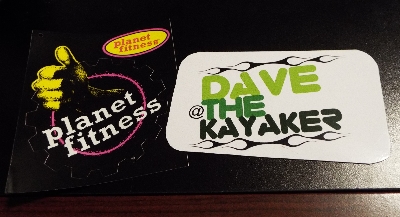 planet
fitness®
planet
fitness
DAVE
@THE
KAYAKER